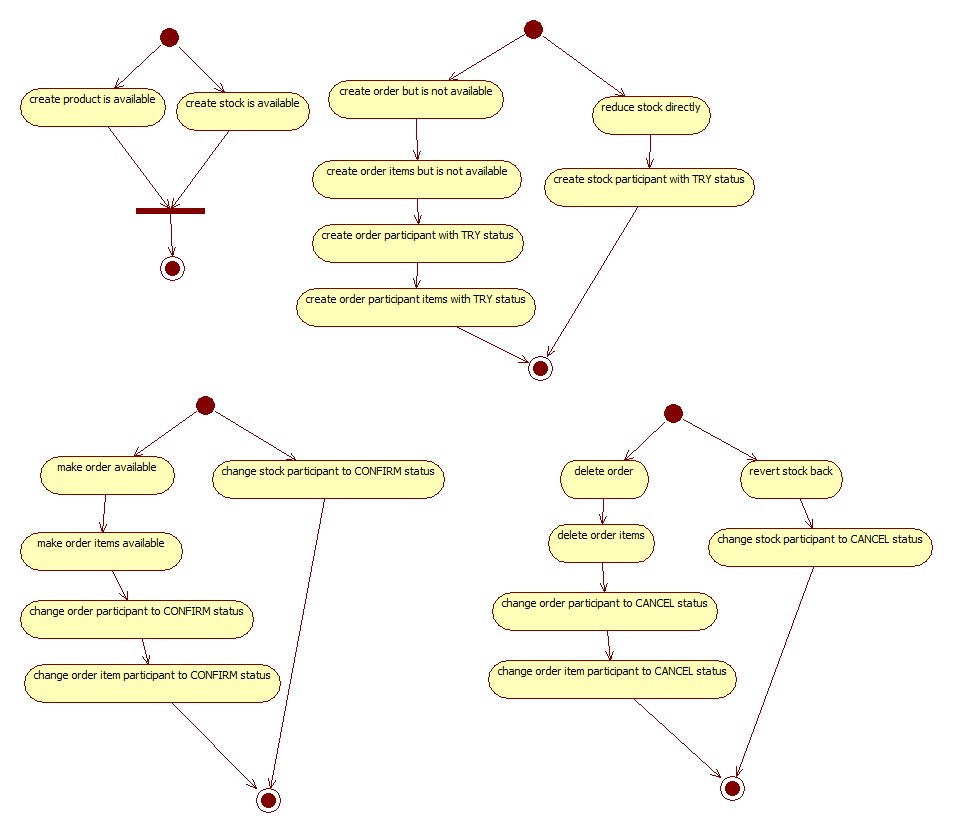 create product is available
create stock is available
create order but is not available
reduce stock directly
create order items but is not available
create stock participant with TRY status
create order participant with TRY status
create order participant items with TRY status
make order available
change stock participant to CONFIRM status
make order items available
change order participant to CONFIRM status
change order item participant to CONFIRM status
delete order
revert stock back
delete order items
change stock participant to CANCEL status
change order participant to CANCEL status
change order item participant to CANCEL status